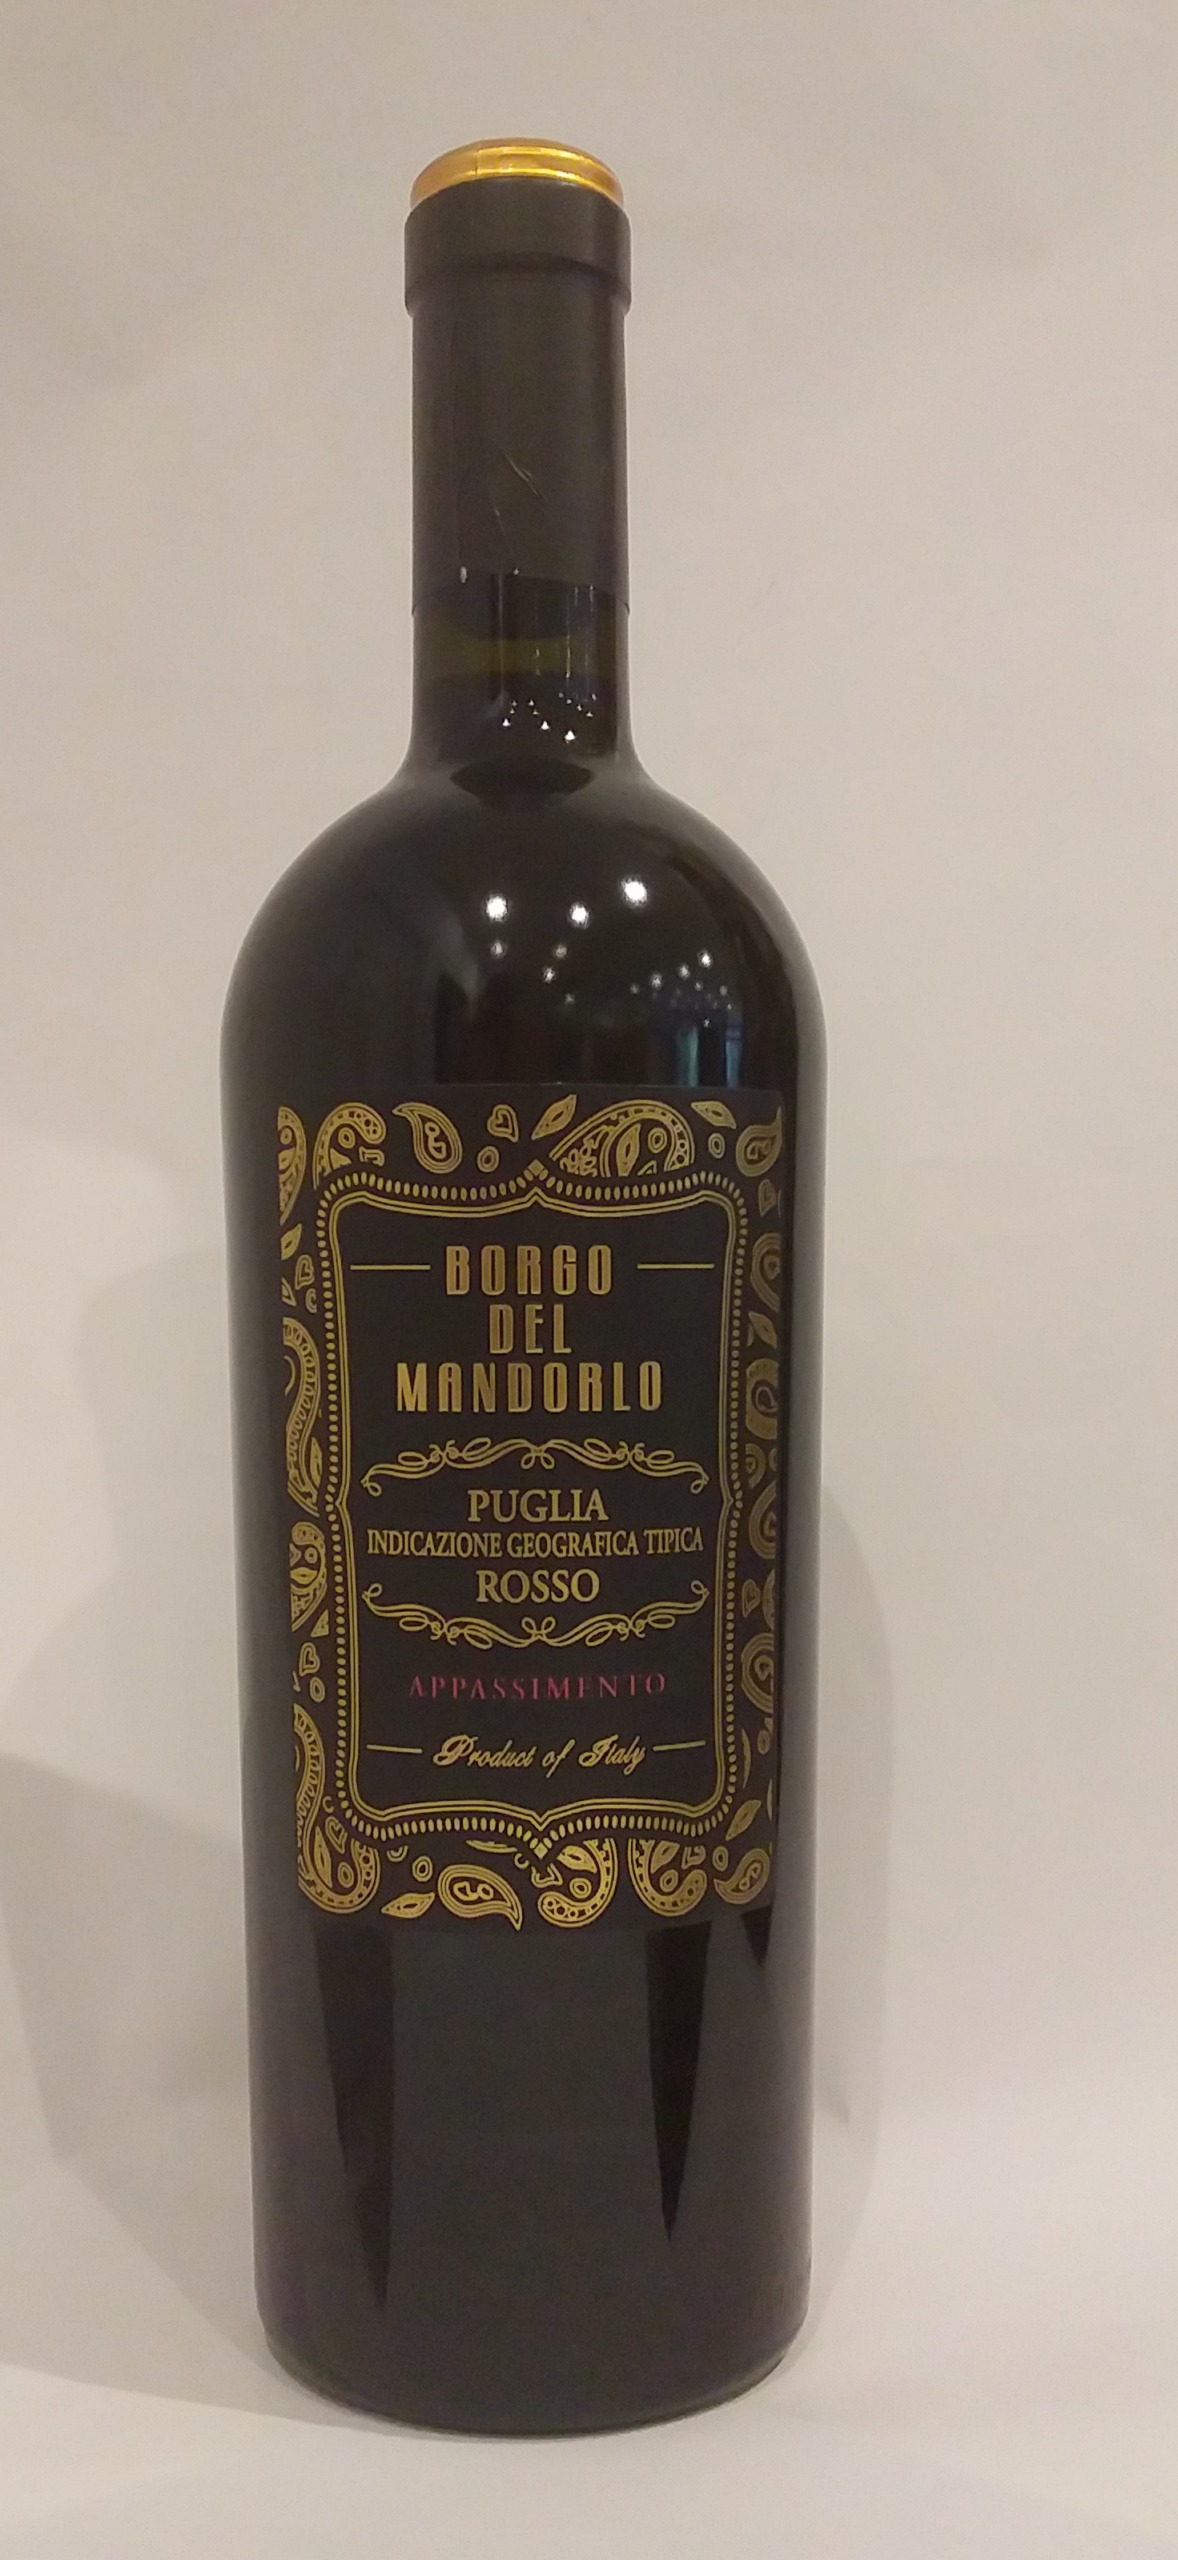 BORGO
DEL
MANDORLO
PUGLIA
INDICAZIONE GEOGRAFICA TIPICA
ROSSO
APPASSIMENTO
Product of Italy